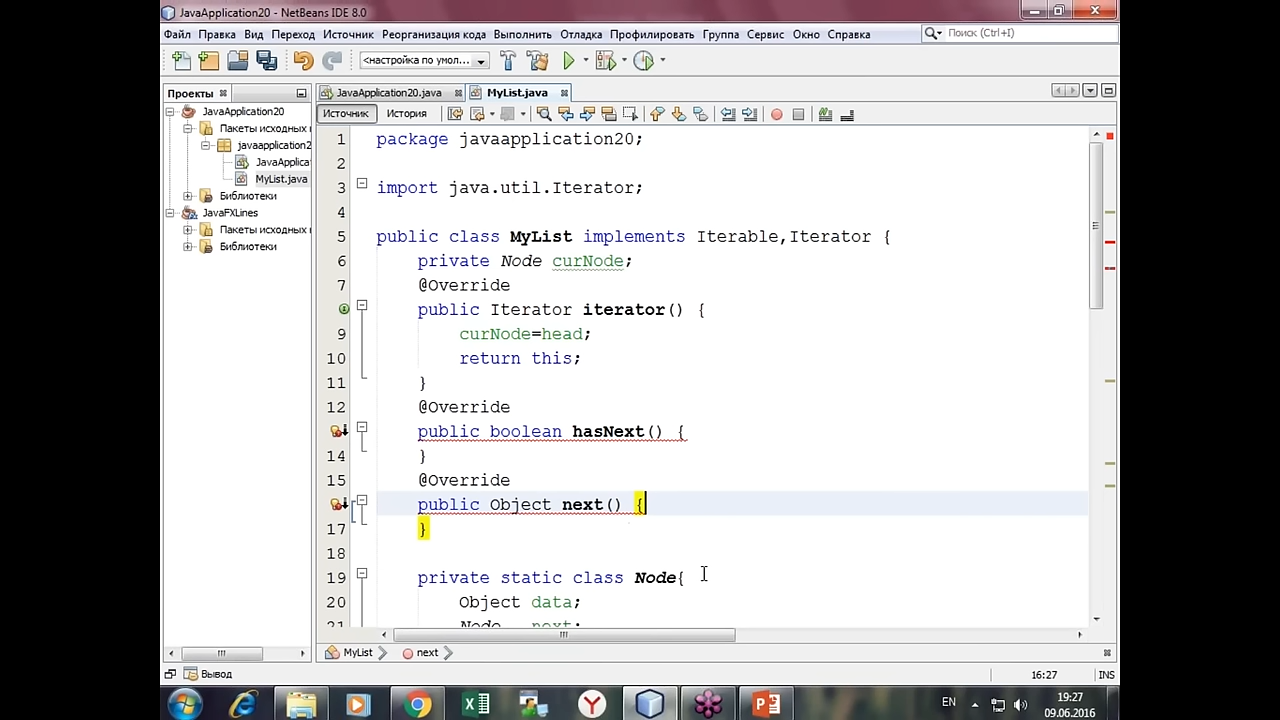 JavaApplication20 - NetBeans IDE 8.0
Файл Правка Вид Переход Источник Реорганизация кода Выполнить Отладка Профилировать Группа Сервис Окно Справка
Поиск (Ctrl+I)
<настройка по умол...
Проекты
JavaApplication20
Пакеты исходных
javaapplication2
JavaApplica
MyList.java
Библиотеки
JavaFXLines
Пакеты исходных
Библиотеки
JavaApplication20.java MyList.java
Источник История
1 package javaapplication20;
2
3 import java.util.Iterator;
4
5 public class MyList implements Iterable,Iterator {
6 private Node curNode;
7 @Override
public Iterator iterator() {
9 curNode=head;
10 return this;
11 }
12 @Override
public boolean hasNext() {
14 }
15 @Override
public Object next() {
17 }
18
19 private static class Node{
20 Object data;
21 Node next;
MyList next
Вывод
16:27 INS
EN
19:27
09.06.2016